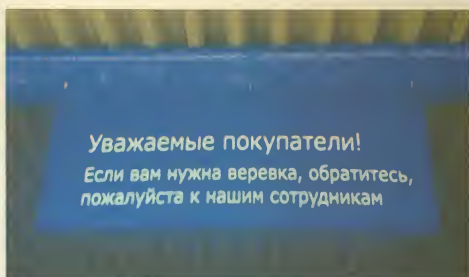 Уважаемые покупатели!
Если вам нужна веревка, обратитесь,
пожалуйста к нашим сотрудникам